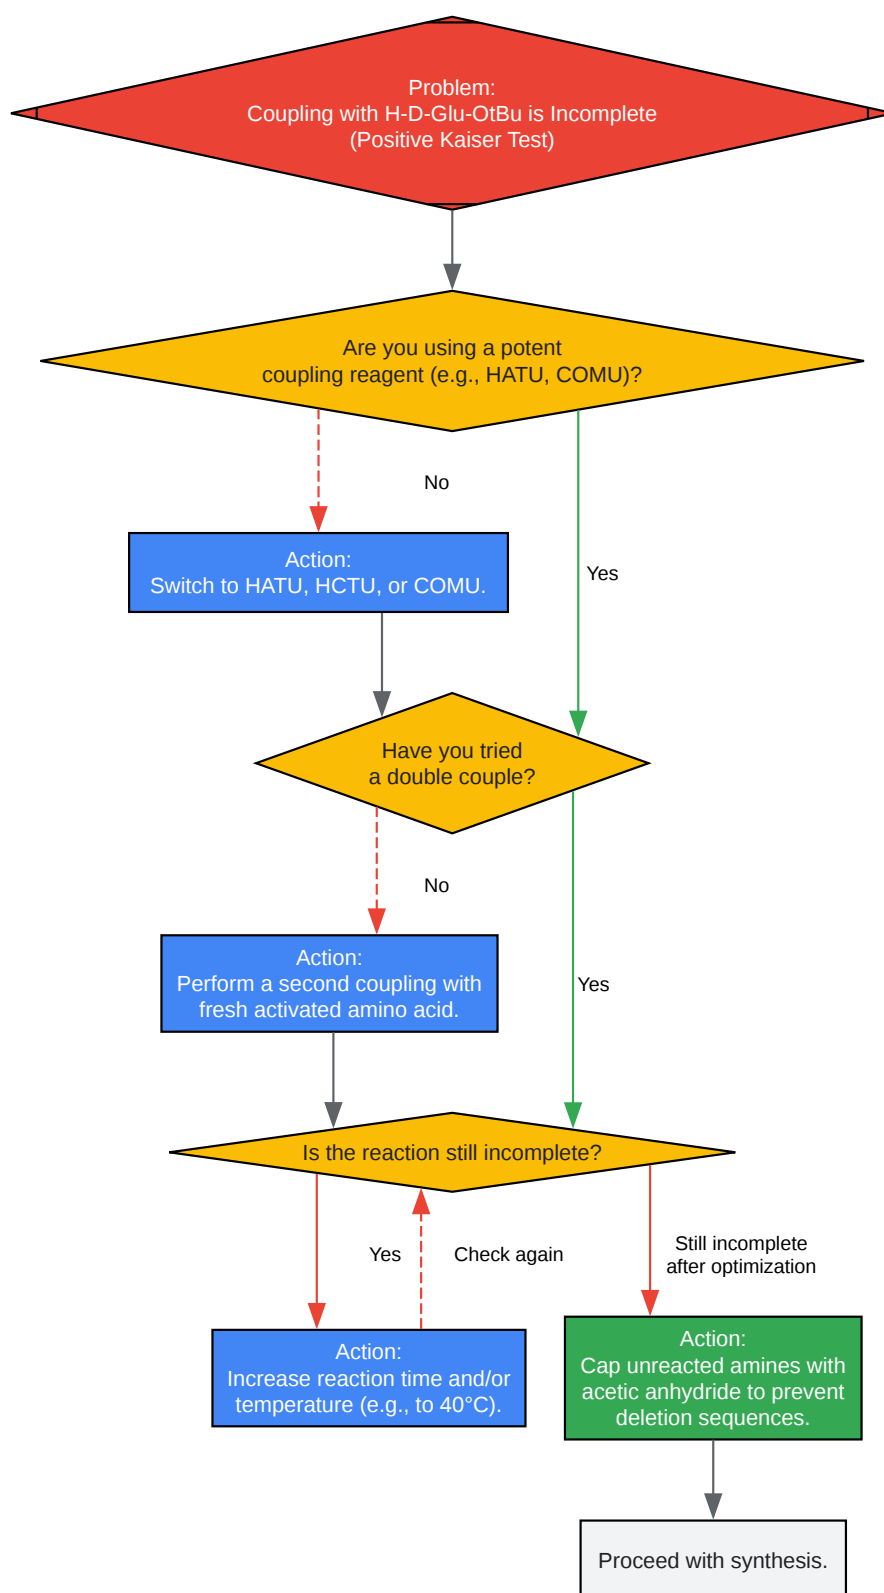 Problem:
Coupling with H-D-Glu-OtBu is Incomplete
(Positive Kaiser Test)
Are you using a potent
coupling reagent (e.g., HATU, COMU)?
No
Action:
Switch to HATU, HCTU, or COMU.
Yes
Have you tried
a double couple?
No
Action:
Perform a second coupling with
fresh activated amino acid.
Yes
Is the reaction still incomplete?
Yes
Check again
Still incomplete
after optimization
Action:
Increase reaction time and/or
temperature (e.g., to 40°C).
Action:
Cap unreacted amines with
acetic anhydride to prevent
deletion sequences.
Proceed with synthesis.